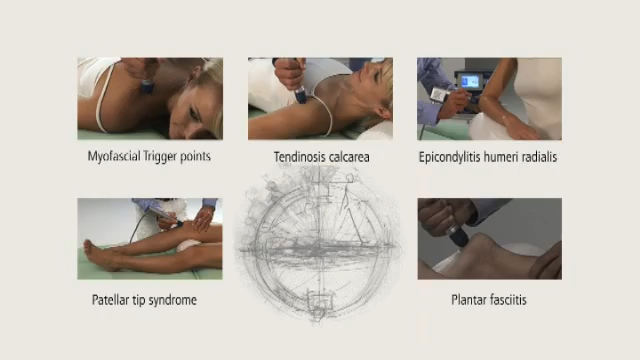 Myofascial Trigger points
Tendinosis calcarea
Epicondylitis humeri radialis
Patellar tip syndrome
Plantar fasciitis